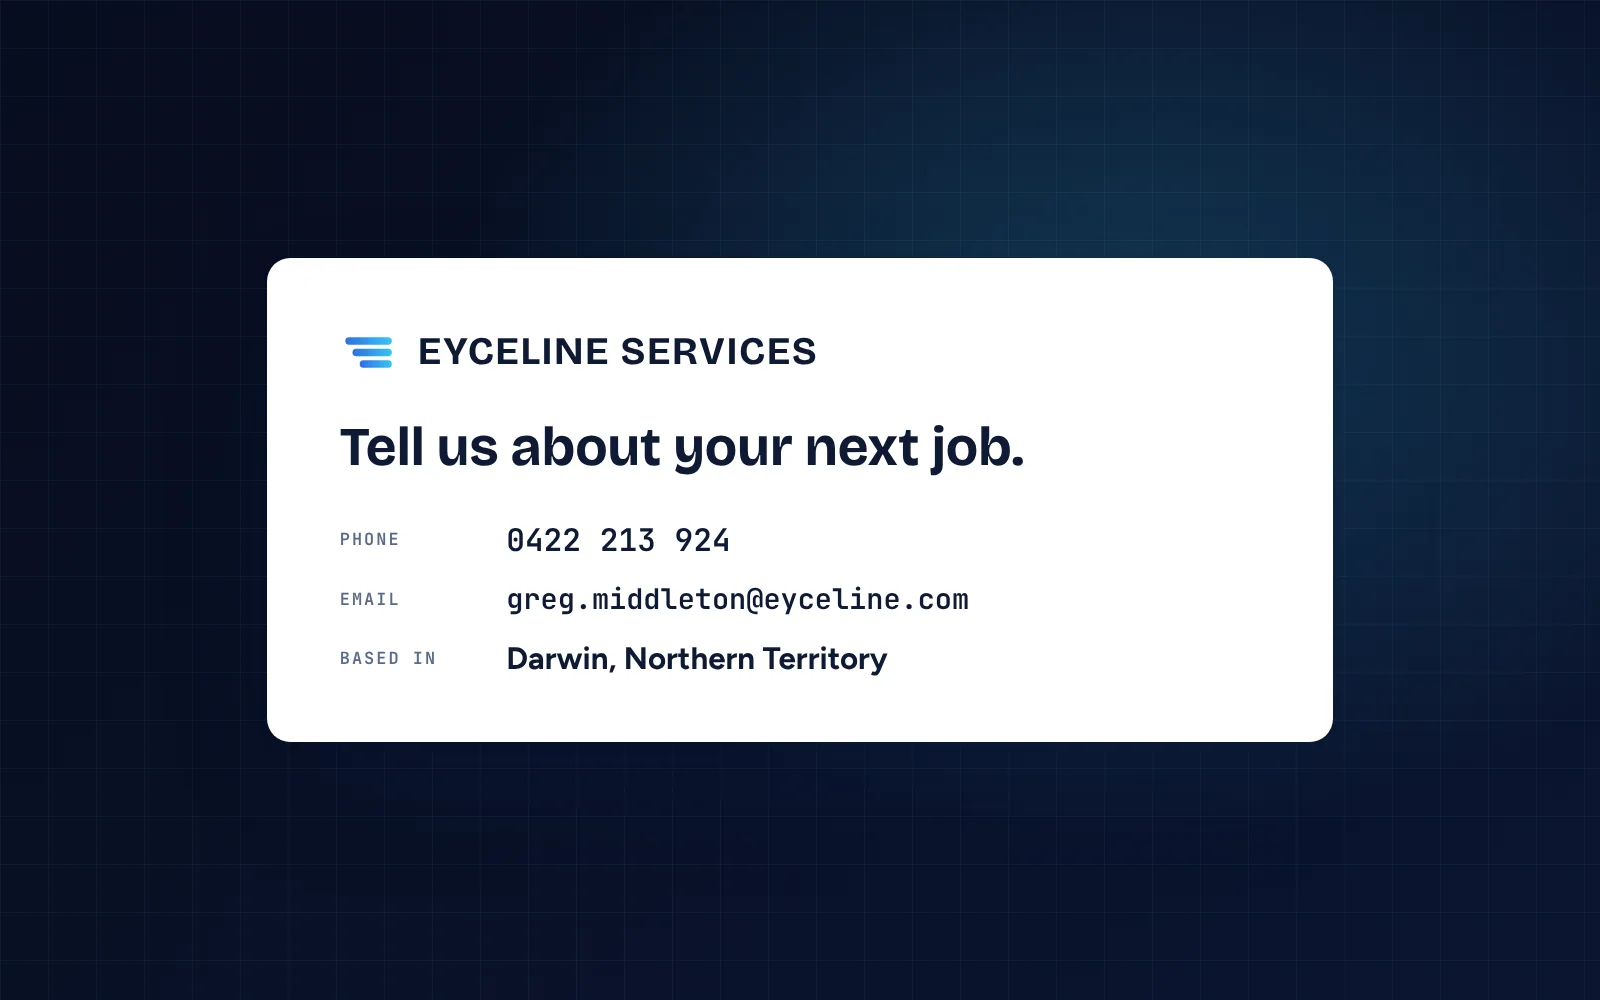 EYCELINE SERVICES
Tell us about your next job.
PHONE 0422 213 924
EMAIL greg.middleton@eyceline.com
BASED IN Darwin, Northern Territory